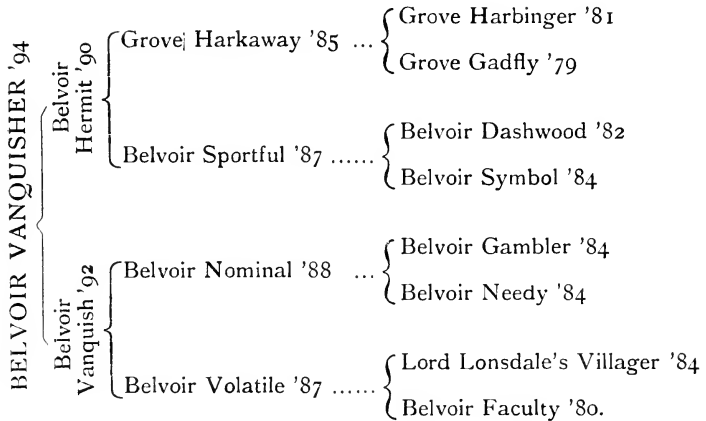 BELVOIR VANQUISHER '94
Belvoir
Hermit '90
Grove Harkaway '85 ...
Grove Harbinger '81
Grove Gadfly '79
Belvoir Sportful '87 ......
Belvoir Dashwood '82
Belvoir Symbol '84
Belvoir
Vanquish '92
Belvoir Nominal '88 ...
Belvoir Gambler '84
Belvoir Needy '84
Belvoir Volatile '87 ......
Lord Lonsdale's Villager '84
Belvoir Faculty '80.